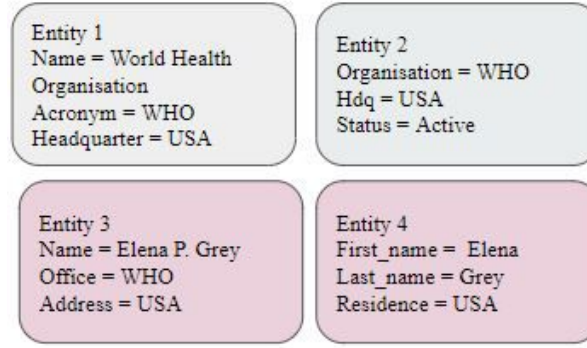 Entity 1
Name = World Health
Organisation
Acronym = WHO
Headquarter = USA
Entity 2
Organisation = WHO
Hdq = USA
Status = Active
Entity 3
Name = Elena P. Grey
Office = WHO
Address = USA
Entity 4
First_name =  Elena
Last_name = Grey
Residence = USA